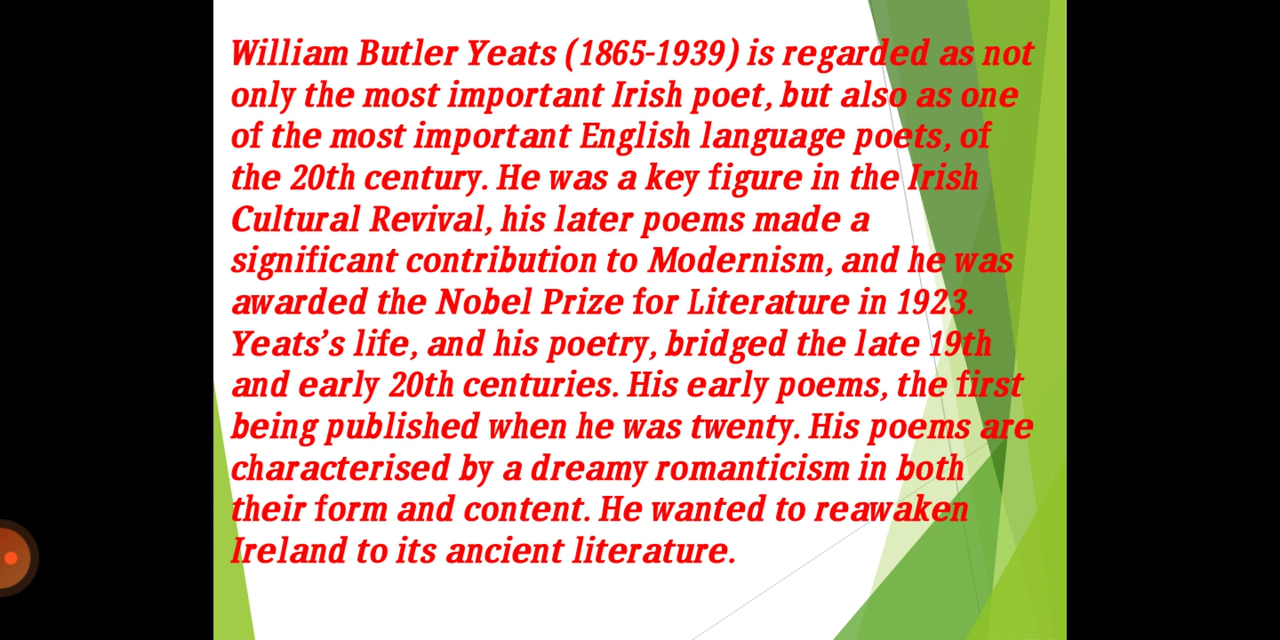 William Butler Yeats (1865-1939) is regarded as not
only the most important Irish poet, but also as one
of the most important English language poets, of
the 20th century. He was a key figure in the Irish
Cultural Revival, his later poems made a
significant contribution to Modernism, and he was
awarded the Nobel Prize for Literature in 1923.
Yeats’s life, and his poetry, bridged the late 19th
and early 20th centuries. His early poems, the first
being published when he was twenty. His poems are
characterised by a dreamy romanticism in both
their form and content. He wanted to reawaken
Ireland to its ancient literature.